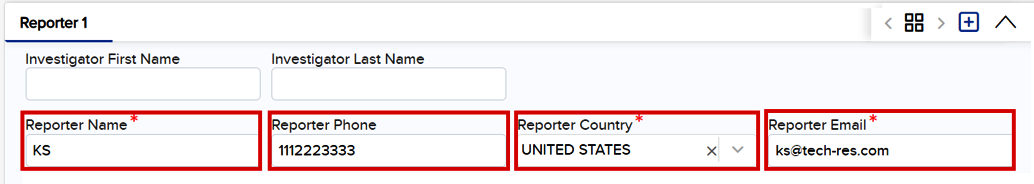 Reporter 1
Investigator First Name Investigator Last Name
Reporter Name* Reporter Phone Reporter Country* Reporter Email*
KS 1112223333 UNITED STATES ks@tech-res.com